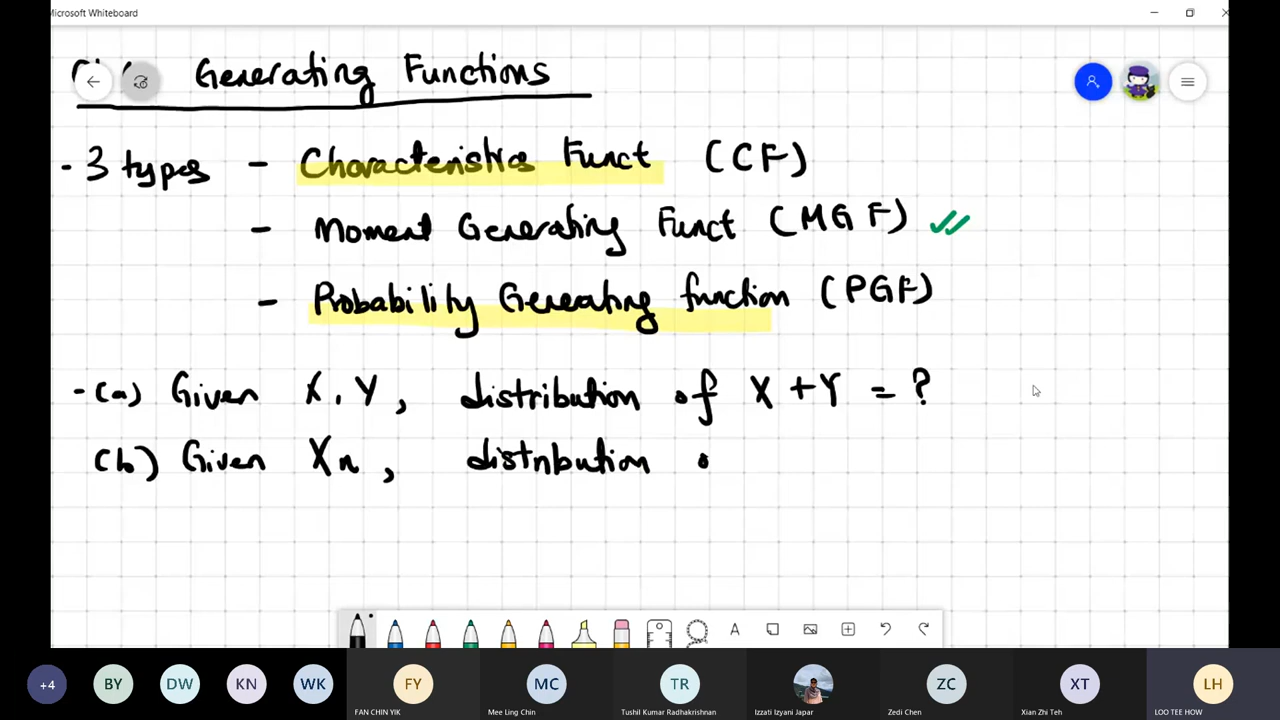 Microsoft Whiteboard
Generating Functions
- 3 types - Characteristics Funct (CF)
- Moment Generating Funct (MGF)
- Probability Generating function (PGF)
- (a) Given X, Y, distribution of X + Y = ?
(b) Given Xn, distribution o
A
+4 BY DW KN WK FY MC TR ZC XT LH
FAN CHIN YIK Mee Ling Chin Tushil Kumar Radhakrishnan Izzati Izyani Japar Zedi Chen Xian Zhi Teh LOO TEE HOW